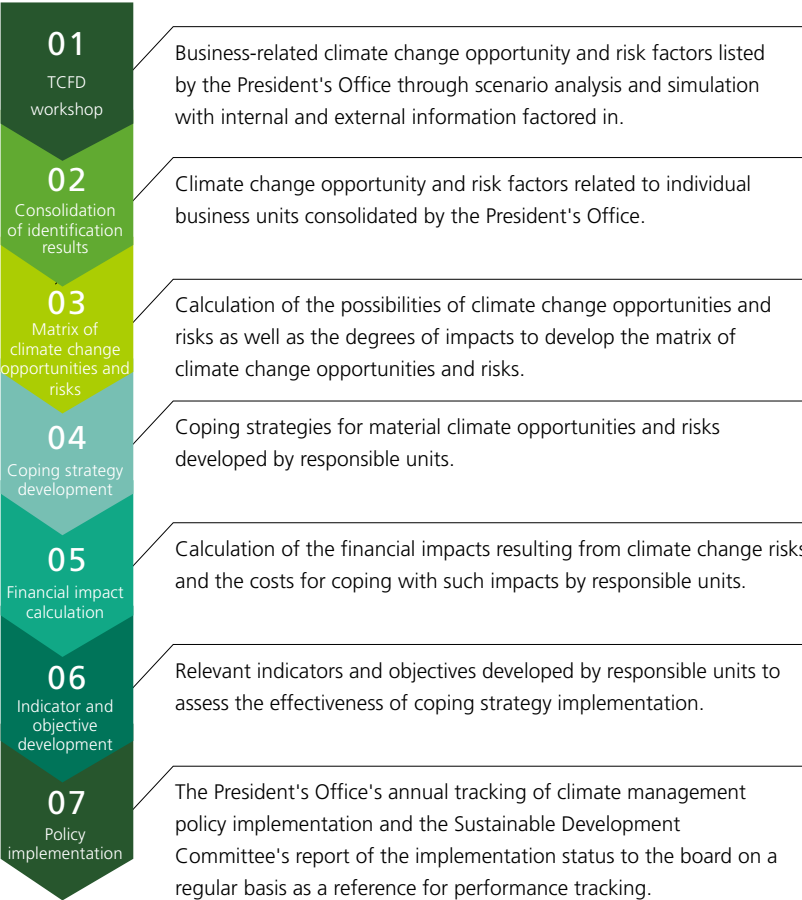 01
TCFD
workshop
Business-related climate change opportunity and risk factors listed
by the President's Office through scenario analysis and simulation
with internal and external information factored in.
02
Consolidation
of identification
results
Climate change opportunity and risk factors related to individual
business units consolidated by the President's Office.
03
Matrix of
climate change
opportunities and
risks
Calculation of the possibilities of climate change opportunities and
risks as well as the degrees of impacts to develop the matrix of
climate change opportunities and risks.
04
Coping strategy
development
Coping strategies for material climate opportunities and risks
developed by responsible units.
05
Financial impact
calculation
Calculation of the financial impacts resulting from climate change risks
and the costs for coping with such impacts by responsible units.
06
Indicator and
objective
development
Relevant indicators and objectives developed by responsible units to
assess the effectiveness of coping strategy implementation.
07
Policy
implementation
The President's Office's annual tracking of climate management
policy implementation and the Sustainable Development
Committee's report of the implementation status to the board on a
regular basis as a reference for performance tracking.